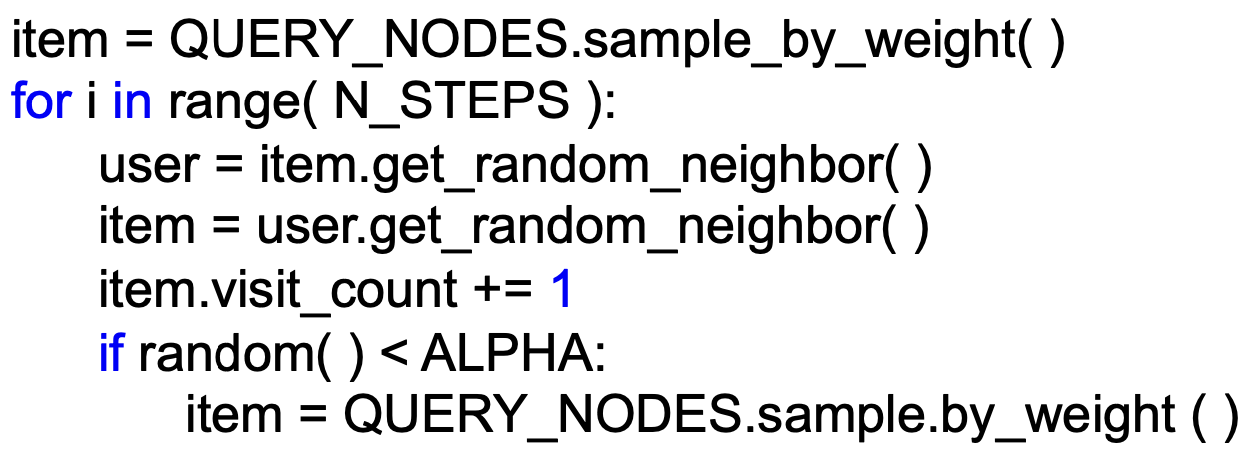 item = QUERY_NODES.sample_by_weight( )
for i in range( N_STEPS ):
user = item.get_random_neighbor( )
item = user.get_random_neighbor( )
item.visit_count += 1
if random( ) < ALPHA:
item = QUERY_NODES.sample.by_weight ( )